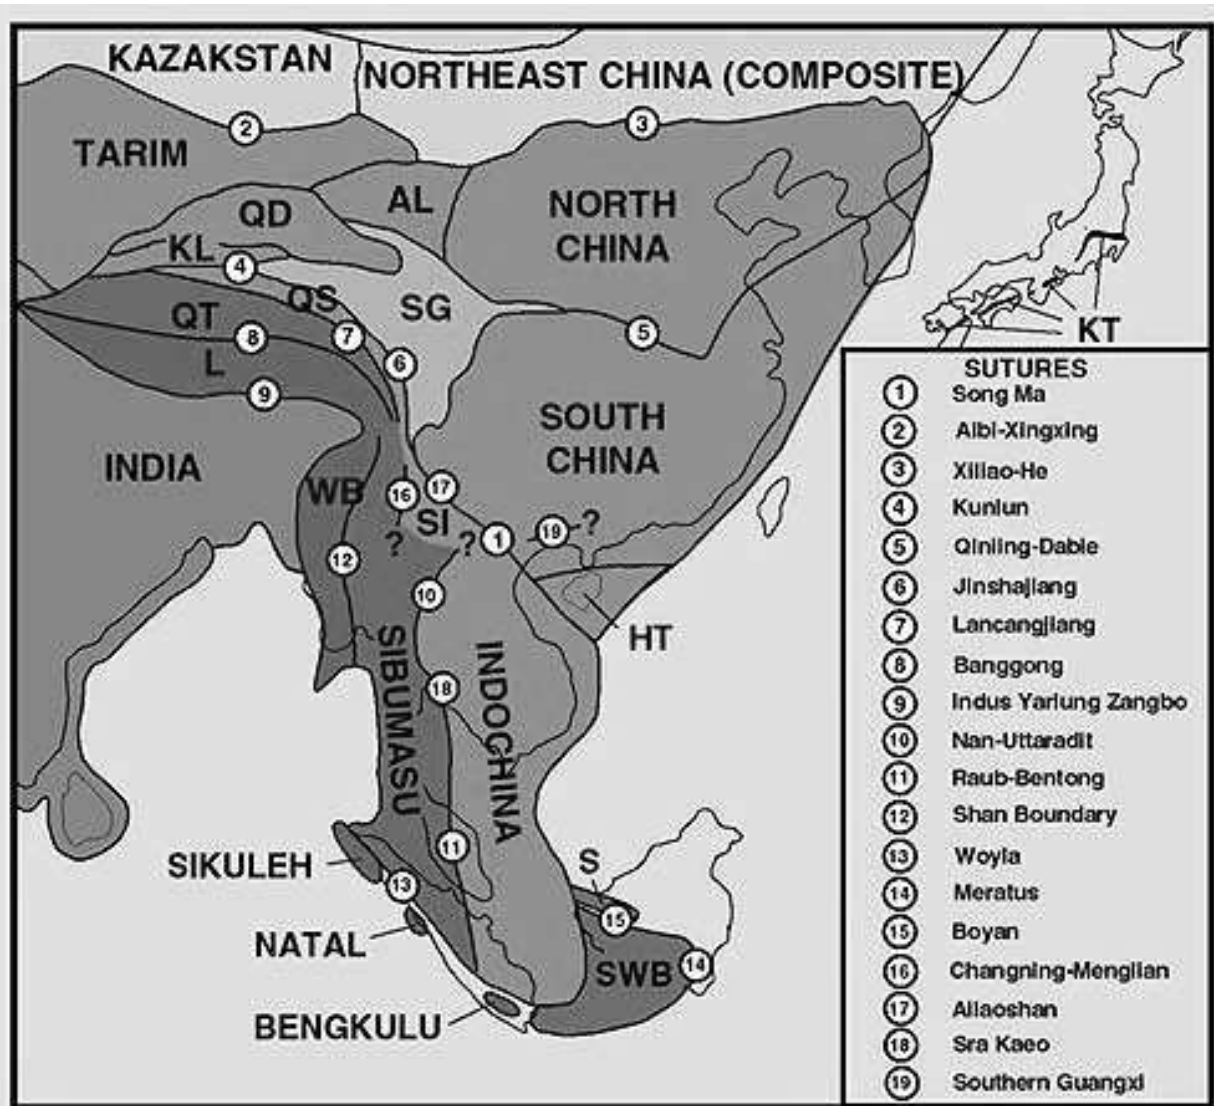 KAZAKSTAN
NORTHEAST CHINA (COMPOSITE)
2
3
TARIM
AL
QD
NORTH
CHINA
KL
4
QS
SG
QT
7
8
5
KT
L
6
9
SOUTH
CHINA
INDIA
WB
16
17
SI
19
?
?
?
1
12
10
HT
SIBUMASU
INDOCHINA
18
SIKULEH
11
13
S
15
NATAL
SWB
14
BENGKULU
SUTURES
1 Song Ma
2 Aibi-Xingxing
3 Xiliao-He
4 Kunlun
5 Qinling-Dabie
6 Jinshajiang
7 Lancangjiang
8 Banggong
9 Indus Yarlung Zangbo
10 Nan-Uttaradit
11 Raub-Bentong
12 Shan Boundary
13 Woyla
14 Meratus
15 Boyan
16 Changning-Menglian
17 Ailaoshan
18 Sra Kaeo
19 Southern Guangxi